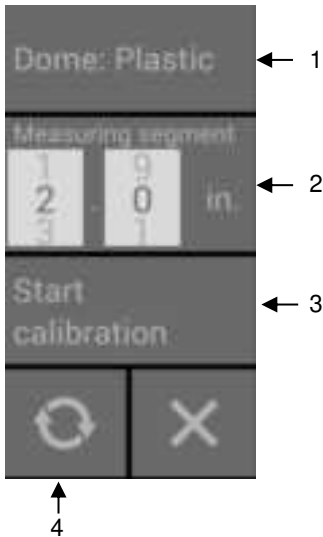 Dome: Plastic
1
Measuring segment
1 9
2 . 0 in.
3 1
2
Start
calibration
3
4